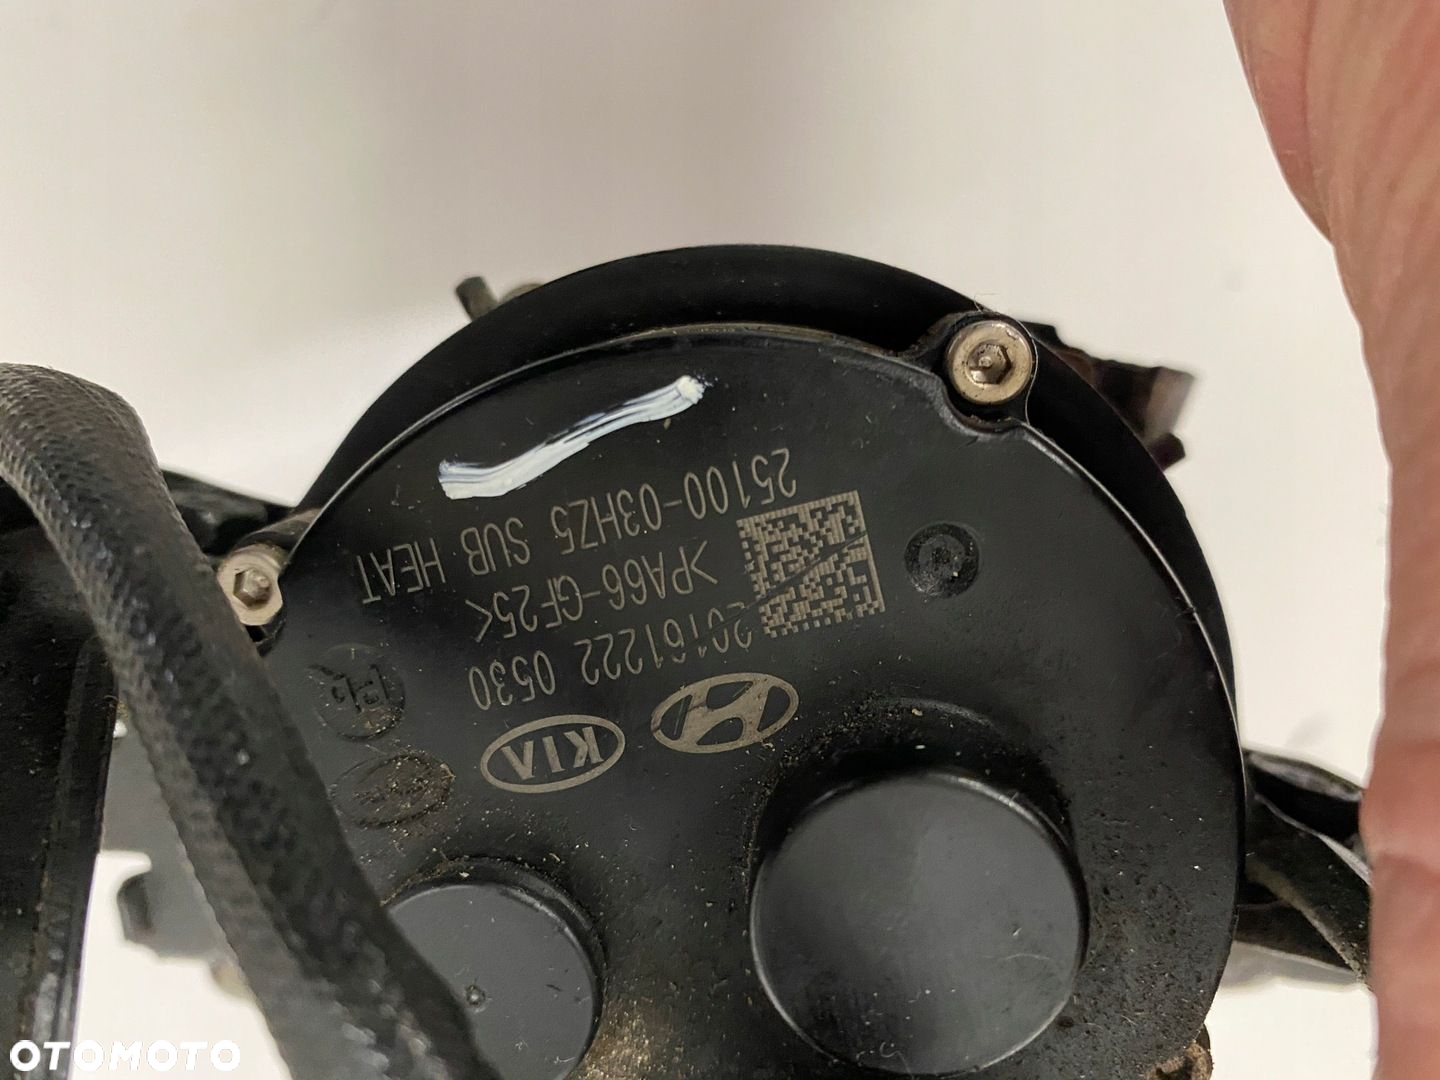 25100-03HZ5 SUB HEAT
>PA66-GF25<
20161222 0530
KIA
OTOMOTO